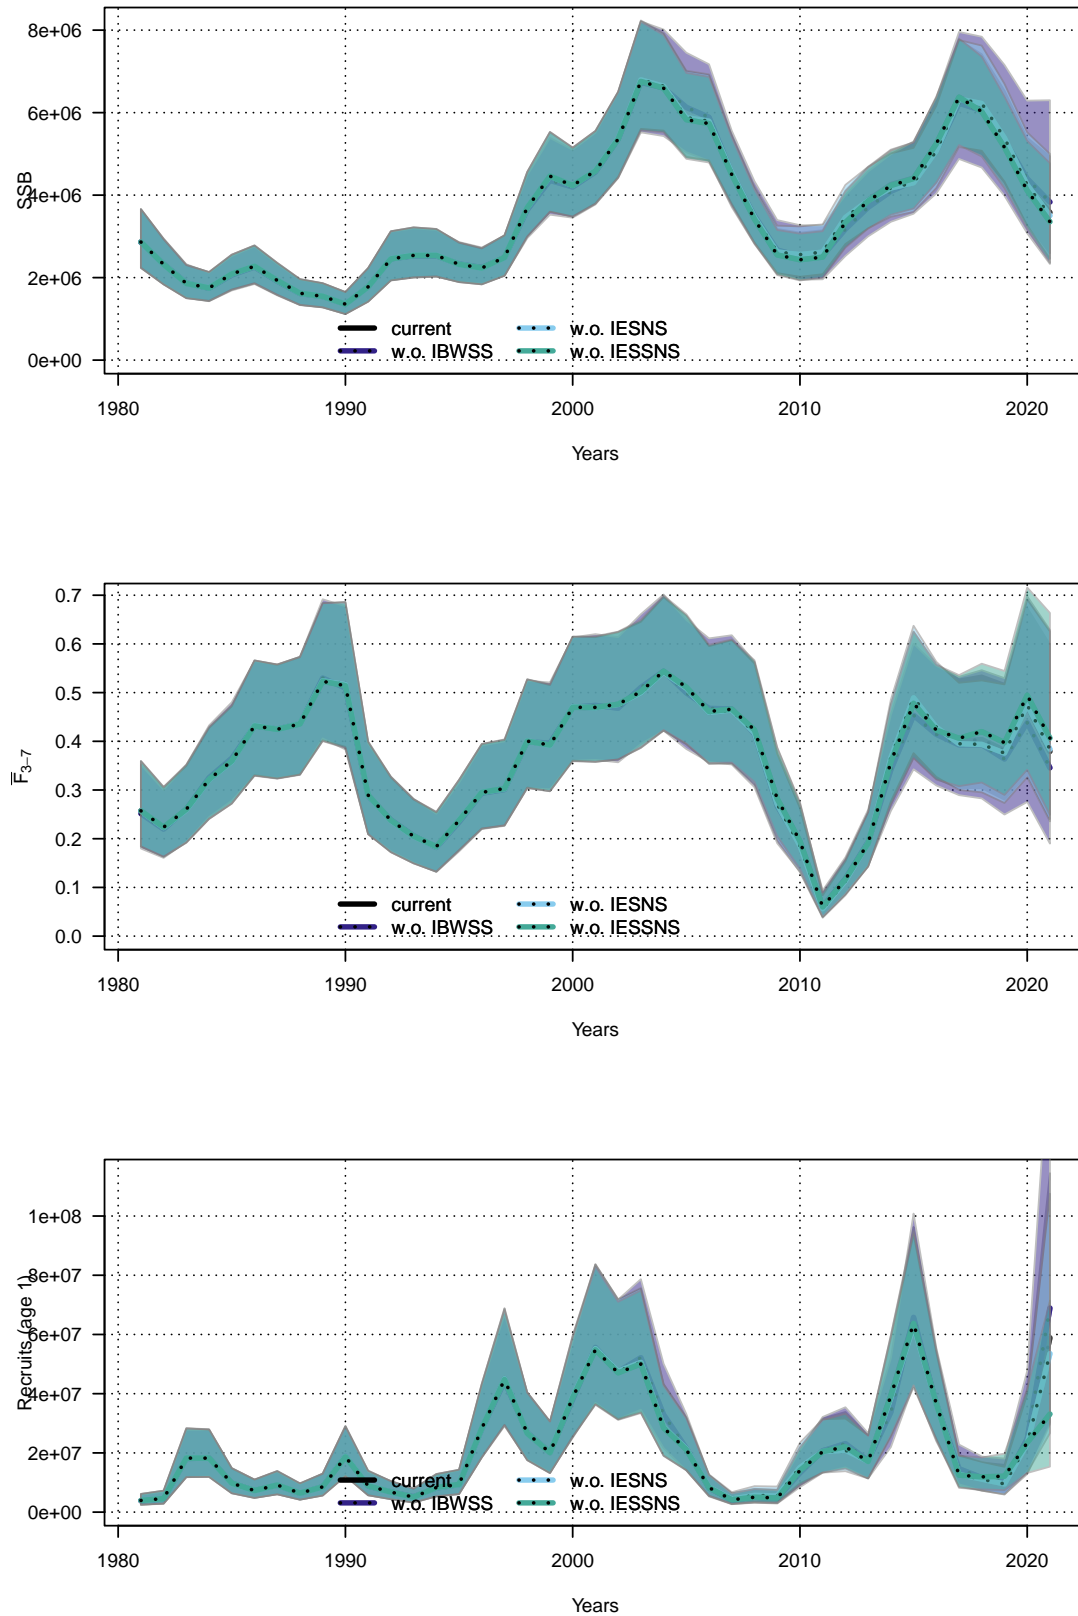 8e+06
6e+06
4e+06
2e+06
0e+00
SSB
current
w.o. IBWSS
w.o. IESNS
w.o. IESSNS
1980 1990 2000 2010 2020
Years
0.7
0.6
0.5
0.4
0.3
0.2
0.1
0.0
F̅3–7
current
w.o. IBWSS
w.o. IESNS
w.o. IESSNS
1980 1990 2000 2010 2020
Years
1e+08
8e+07
6e+07
4e+07
2e+07
0e+00
Recruits (age 1)
current
w.o. IBWSS
w.o. IESNS
w.o. IESSNS
1980 1990 2000 2010 2020
Years